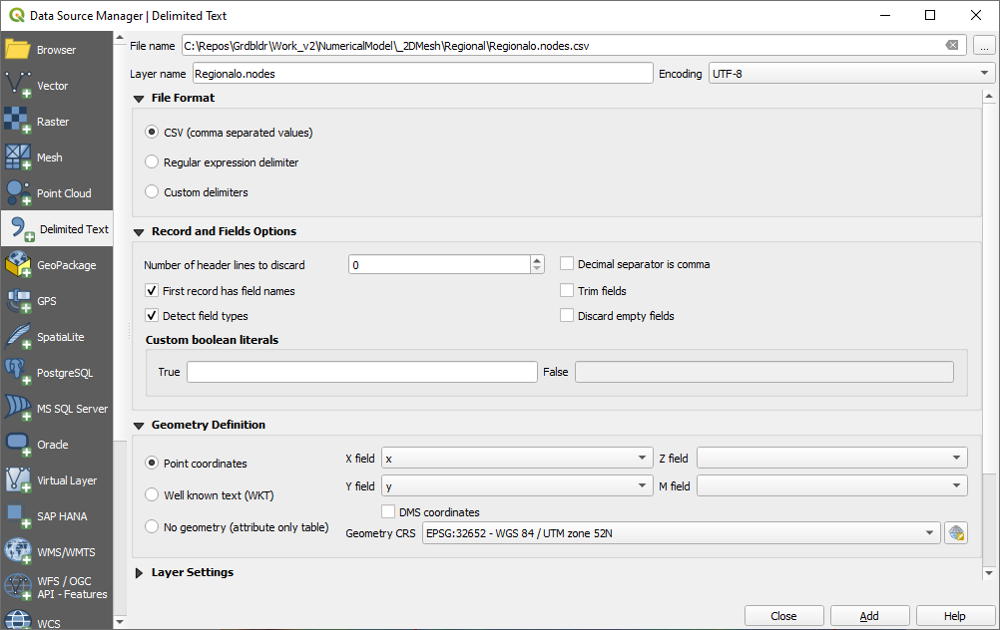 Data Source Manager | Delimited Text
Browser
Vector
Raster
Mesh
Point Cloud
Delimited Text
GeoPackage
GPS
SpatiaLite
PostgreSQL
MS SQL Server
Oracle
Virtual Layer
SAP HANA
WMS/WMTS
WFS / OGC
API - Features
WCS
File name C:\Repos\Grdbldr\Work_v2\NumericalModel\_2DMesh\Regional\Regionalo.nodes.csv ...
Layer name Regionalo.nodes Encoding UTF-8
File Format
CSV (comma separated values)
Regular expression delimiter
Custom delimiters
Record and Fields Options
Number of header lines to discard 0 Decimal separator is comma
First record has field names Trim fields
Detect field types Discard empty fields
Custom boolean literals
True False
Geometry Definition
Point coordinates X field x Z field
Y field y M field
Well known text (WKT)
DMS coordinates
No geometry (attribute only table) Geometry CRS EPSG:32652 - WGS 84 / UTM zone 52N
Layer Settings
Close Add Help